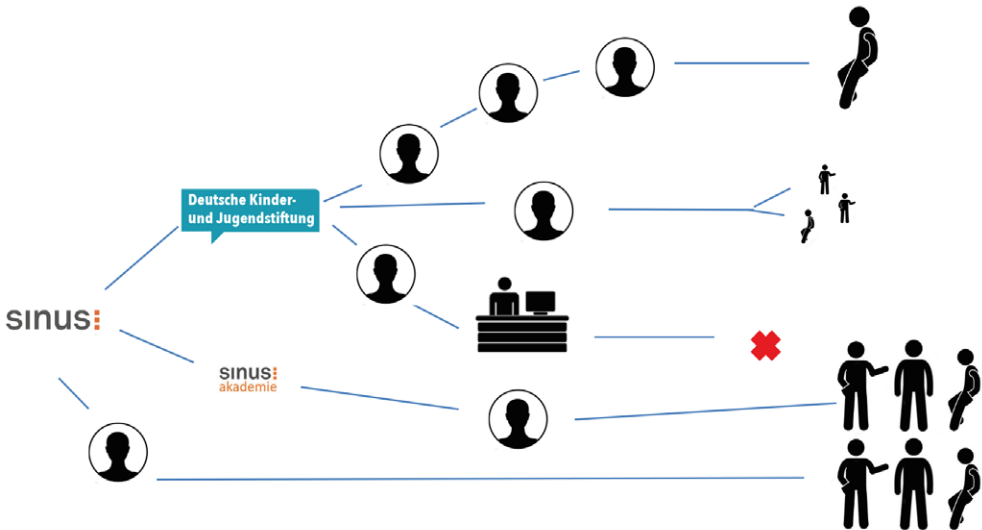 Deutsche Kinder-
und Jugendstiftung
sinus
sinus
akademie